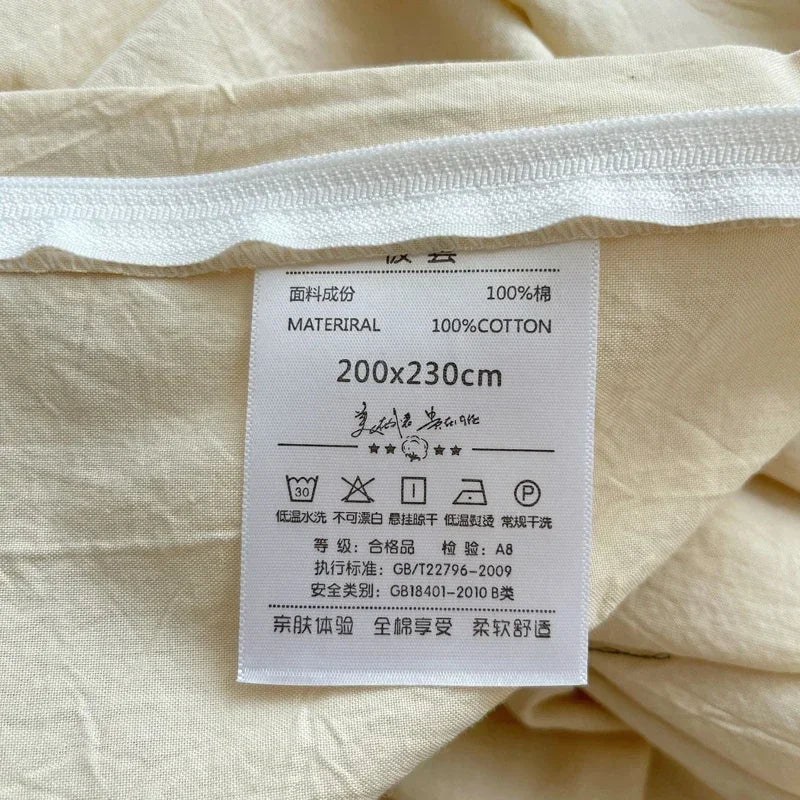 面料成份 100%棉
MATERIRAL 100%COTTON
200x230cm
30 P
低温水洗 不可漂白 悬挂晾干 低温熨烫 常规干洗
等 级：合格品 检 验：A8
执行标准：GB/T22796-2009
安全类别：GB18401-2010 B类
亲肤体验 全棉享受 柔软舒适